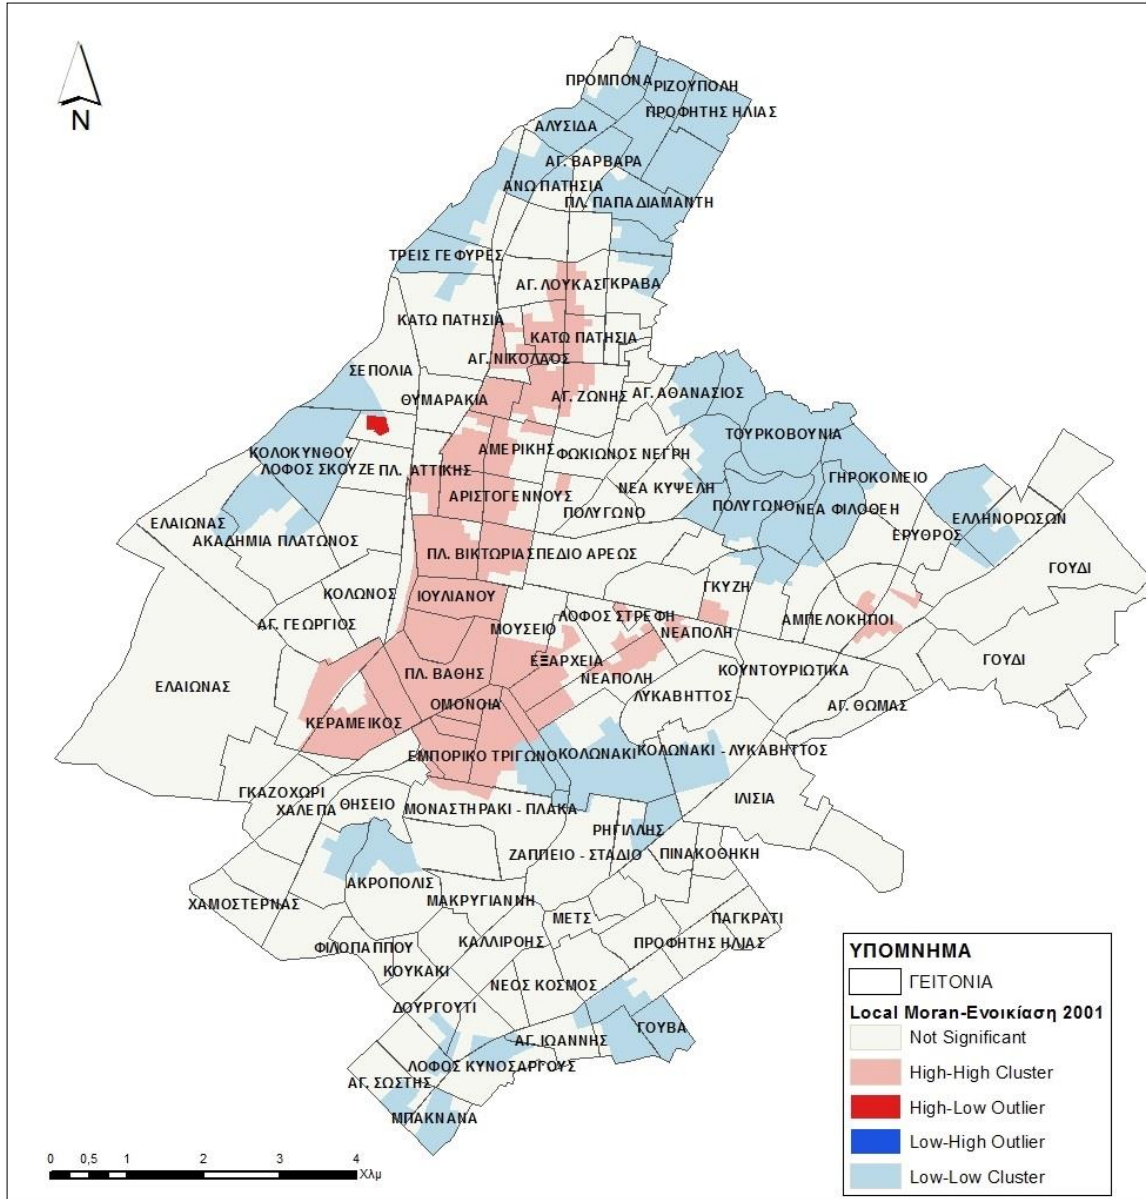 N
ΠΡΟΜΠΟΝΑ
ΡΙΖΟΥΠΟΛΗ
ΠΡΟΦΗΤΗΣ ΗΛΙΑΣ
ΑΛΥΣΙΔΑ
ΑΓ. ΒΑΡΒΑΡΑ
ΑΝΩ ΠΑΤΗΣΙΑ
ΠΛ. ΠΑΠΑΔΙΑΜΑΝΤΗ
ΤΡΕΙΣ ΓΕΦΥΡΕΣ
ΑΓ. ΛΟΥΚΑΣ
ΓΚΡΑΒΑ
ΚΑΤΩ ΠΑΤΗΣΙΑ
ΚΑΤΩ ΠΑΤΗΣΙΑ
ΑΓ. ΝΙΚΟΛΑΟΣ
ΣΕΠΟΛΙΑ
ΘΥΜΑΡΑΚΙΑ
ΑΓ. ΖΩΝΗΣ
ΑΓ. ΑΘΑΝΑΣΙΟΣ
ΤΟΥΡΚΟΒΟΥΝΙΑ
ΚΟΛΟΚΥΝΘΟΥ
ΑΜΕΡΙΚΗΣ
ΦΩΚΙΩΝΟΣ ΝΕΓΡΗ
ΛΟΦΟΣ ΣΚΟΥΖΕ
ΠΛ. ΑΤΤΙΚΗΣ
ΓΗΡΟΚΟΜΕΙΟ
ΑΡΙΣΤΟΓΕΝΝΟΥΣ
ΝΕΑ ΚΥΨΕΛΗ
ΠΟΛΥΓΩΝΟ
ΠΟΛΥΓΩΝΟ
ΝΕΑ ΦΙΛΟΘΕΗ
ΕΛΑΙΩΝΑΣ
ΕΛΛΗΝΟΡΩΣΩΝ
ΕΡΥΘΡΟΣ
ΑΚΑΔΗΜΙΑ ΠΛΑΤΩΝΟΣ
ΠΛ. ΒΙΚΤΩΡΙΑΣ
ΠΕΔΙΟ ΑΡΕΩΣ
ΓΟΥΔΙ
ΓΚΥΖΗ
ΚΟΛΩΝΟΣ
ΙΟΥΛΙΑΝΟΥ
ΛΟΦΟΣ ΣΤΡΕΦΗ
ΑΜΠΕΛΟΚΗΠΟΙ
ΑΓ. ΓΕΩΡΓΙΟΣ
ΜΟΥΣΕΙΟ
ΝΕΑΠΟΛΗ
ΕΞΑΡΧΕΙΑ
ΓΟΥΔΙ
ΠΛ. ΒΑΘΗΣ
ΝΕΑΠΟΛΗ
ΚΟΥΝΤΟΥΡΙΩΤΙΚΑ
ΕΛΑΙΩΝΑΣ
ΛΥΚΑΒΗΤΤΟΣ
ΟΜΟΝΟΙΑ
ΑΓ. ΘΩΜΑΣ
ΚΕΡΑΜΕΙΚΟΣ
ΕΜΠΟΡΙΚΟ ΤΡΙΓΩΝΟ
ΚΟΛΩΝΑΚΙ
ΚΟΛΩΝΑΚΙ - ΛΥΚΑΒΗΤΤΟΣ
ΓΚΑΖΟΧΩΡΙ
ΙΛΙΣΙΑ
ΧΑΛΕΠΑ
ΘΗΣΕΙΟ
ΜΟΝΑΣΤΗΡΑΚΙ - ΠΛΑΚΑ
ΡΗΓΙΛΛΗΣ
ΖΑΠΠΕΙΟ - ΣΤΑΔΙΟ
ΠΙΝΑΚΟΘΗΚΗ
ΑΚΡΟΠΟΛΙΣ
ΧΑΜΟΣΤΕΡΝΑΣ
ΜΑΚΡΥΓΙΑΝΝΗ
ΜΕΤΣ
ΠΑΓΚΡΑΤΙ
ΦΙΛΟΠΑΠΠΟΥ
ΚΑΛΛΙΡΟΗΣ
ΠΡΟΦΗΤΗΣ ΗΛΙΑΣ
ΚΟΥΚΑΚΙ
ΝΕΟΣ ΚΟΣΜΟΣ
ΔΟΥΡΓΟΥΤΙ
ΓΟΥΒΑ
ΑΓ. ΙΩΑΝΝΗΣ
ΛΟΦΟΣ ΚΥΝΟΣΑΡΓΟΥΣ
ΑΓ. ΣΩΣΤΗΣ
ΜΠΑΚΝΑΝΑ
ΥΠΟΜΝΗΜΑ
ΓΕΙΤΟΝΙΑ
Local Moran-Ενοικίαση 2001
Not Significant
High-High Cluster
High-Low Outlier
Low-High Outlier
Low-Low Cluster
0 0,5 1 2 3 4
Χλμ